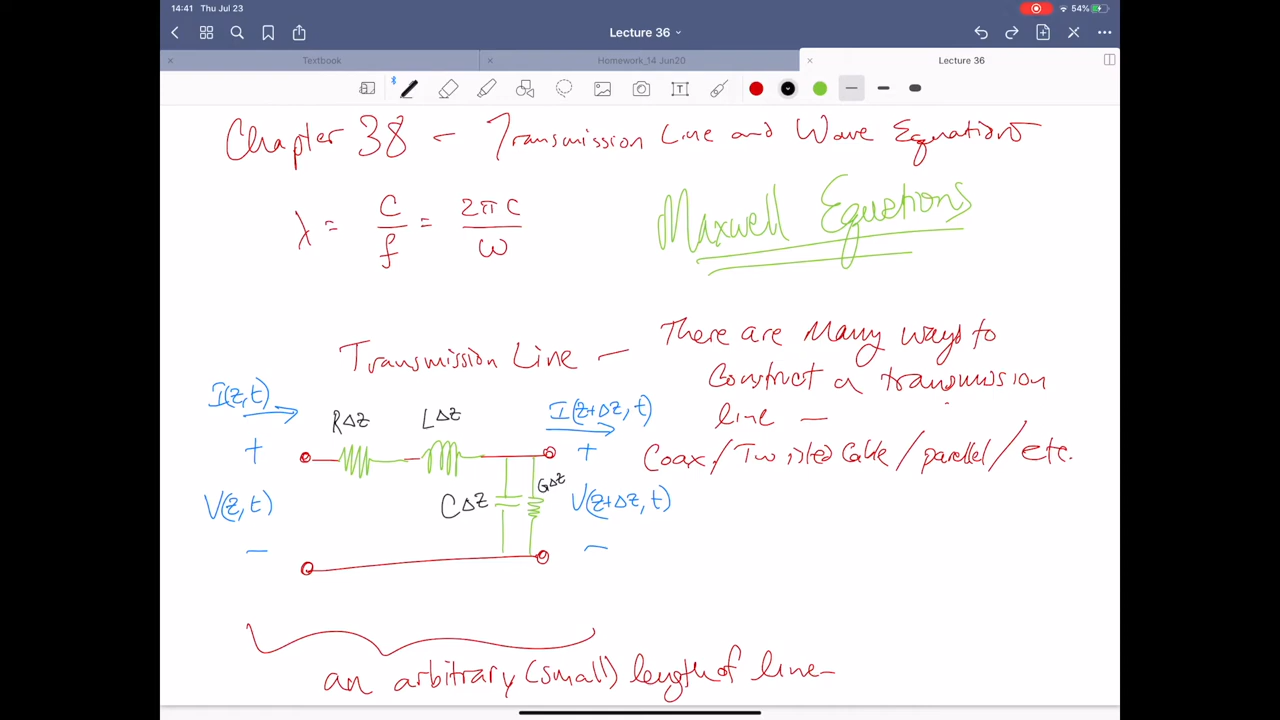 14:41 Thu Jul 23
54%
Lecture 36
Textbook
Homework_14 Jun20
Lecture 36
Chapter 38 - Transmission Line and Wave Equations
λ = C/f = 2πC/ω
Maxwell Equations
Transmission Line — There are Many ways to
construct a transmission
line —
Coax / Twisted Cable / parallel / etc.
I(z,t)
I(z+Δz,t)
RΔz
LΔz
+
+
CΔz
GΔz
V(z,t)
V(z+Δz,t)
−
−
an arbitrary (small) length of line